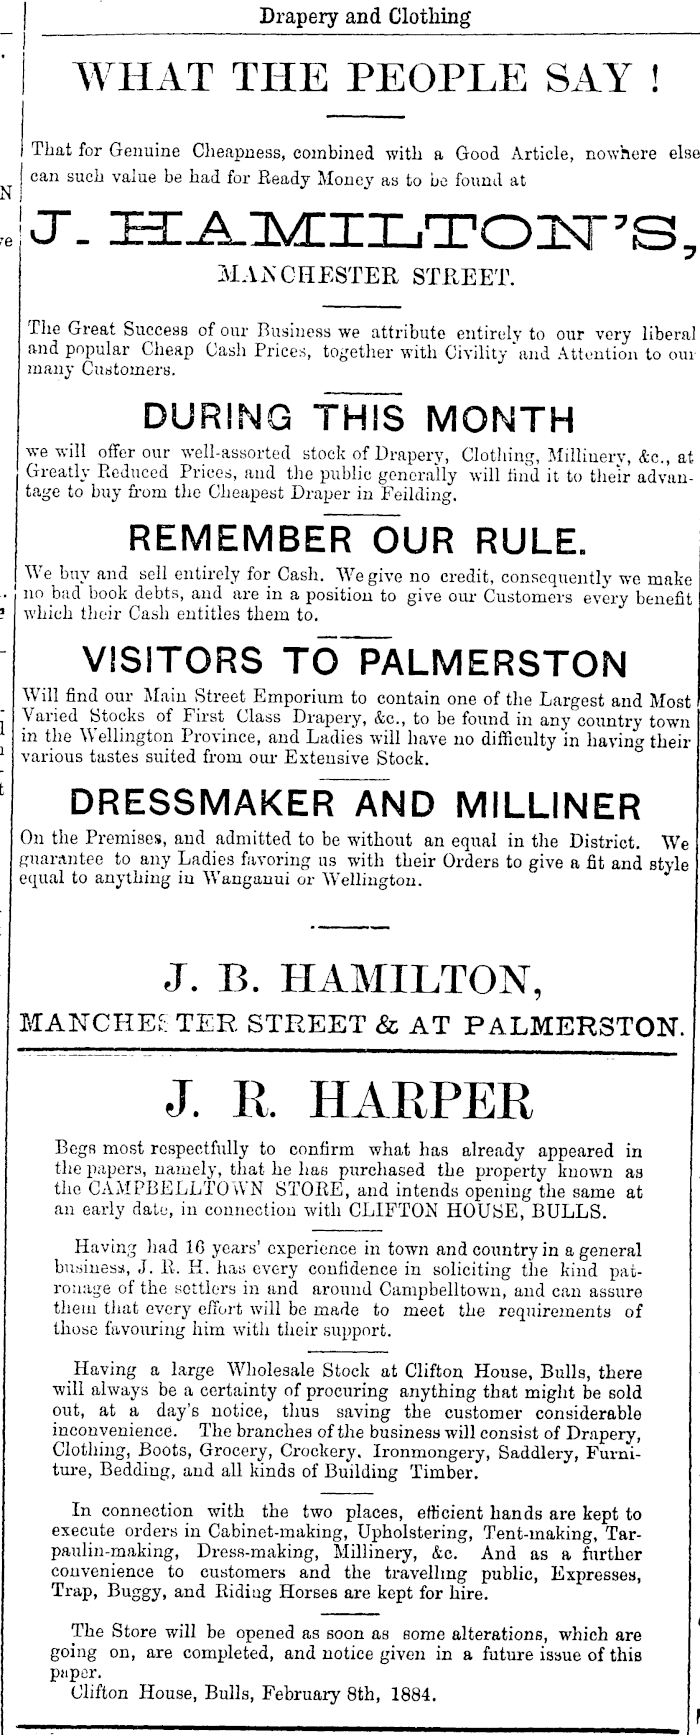 Drapery and Clothing
WHAT THE PEOPLE SAY !
That for Genuine Cheapness, combined with a Good Article, nowhere else
can such value be had for Ready Money as to be found at
J. HAMILTON'S,
MANCHESTER STREET.
The Great Success of our Business we attribute entirely to our very liberal
and popular Cheap Cash Prices, together with Civility and Attention to our
many Customers.
DURING THIS MONTH
we will offer our well-assorted stock of Drapery, Clothing, Millinery, &c., at
Greatly Reduced Prices, and the public generally will find it to their advan-
tage to buy from the Cheapest Draper in Feilding.
REMEMBER OUR RULE.
We buy and sell entirely for Cash. We give no credit, consequently we make
no bad book debts, and are in a position to give our Customers every benefit
which their Cash entitles them to.
VISITORS TO PALMERSTON
Will find our Main Street Emporium to contain one of the Largest and Most
Varied Stocks of First Class Drapery, &c., to be found in any country town
in the Wellington Province, and Ladies will have no difficulty in having their
various tastes suited from our Extensive Stock.
DRESSMAKER AND MILLINER
On the Premises, and admitted to be without an equal in the District. We
guarantee to any Ladies favoring us with their Orders to give a fit and style
equal to anything in Wanganui or Wellington.
J. B. HAMILTON,
MANCHESTER STREET & AT PALMERSTON.
J. R. HARPER
Begs most respectfully to confirm what has already appeared in
the papers, namely, that he has purchased the property known as
the CAMPBELLTOWN STORE, and intends opening the same at
an early date, in connection with CLIFTON HOUSE, BULLS.
Having had 16 years' experience in town and country in a general
business, J. R. H. has every confidence in soliciting the kind pat-
ronage of the settlers in and around Campbelltown, and can assure
them that every effort will be made to meet the requirements of
those favouring him with their support.
Having a large Wholesale Stock at Clifton House, Bulls, there
will always be a certainty of procuring anything that might be sold
out, at a day's notice, thus saving the customer considerable
inconvenience. The branches of the business will consist of Drapery,
Clothing, Boots, Grocery, Crockery, Ironmongery, Saddlery, Furni-
ture, Bedding, and all kinds of Building Timber.
In connection with the two places, efficient hands are kept to
execute orders in Cabinet-making, Upholstering, Tent-making, Tar-
paulin-making, Dress-making, Millinery, &c. And as a further
convenience to customers and the travelling public, Expresses,
Trap, Buggy, and Riding Horses are kept for hire.
The Store will be opened as soon as some alterations, which are
going on, are completed, and notice given in a future issue of this
paper.
Clifton House, Bulls, February 8th, 1884.